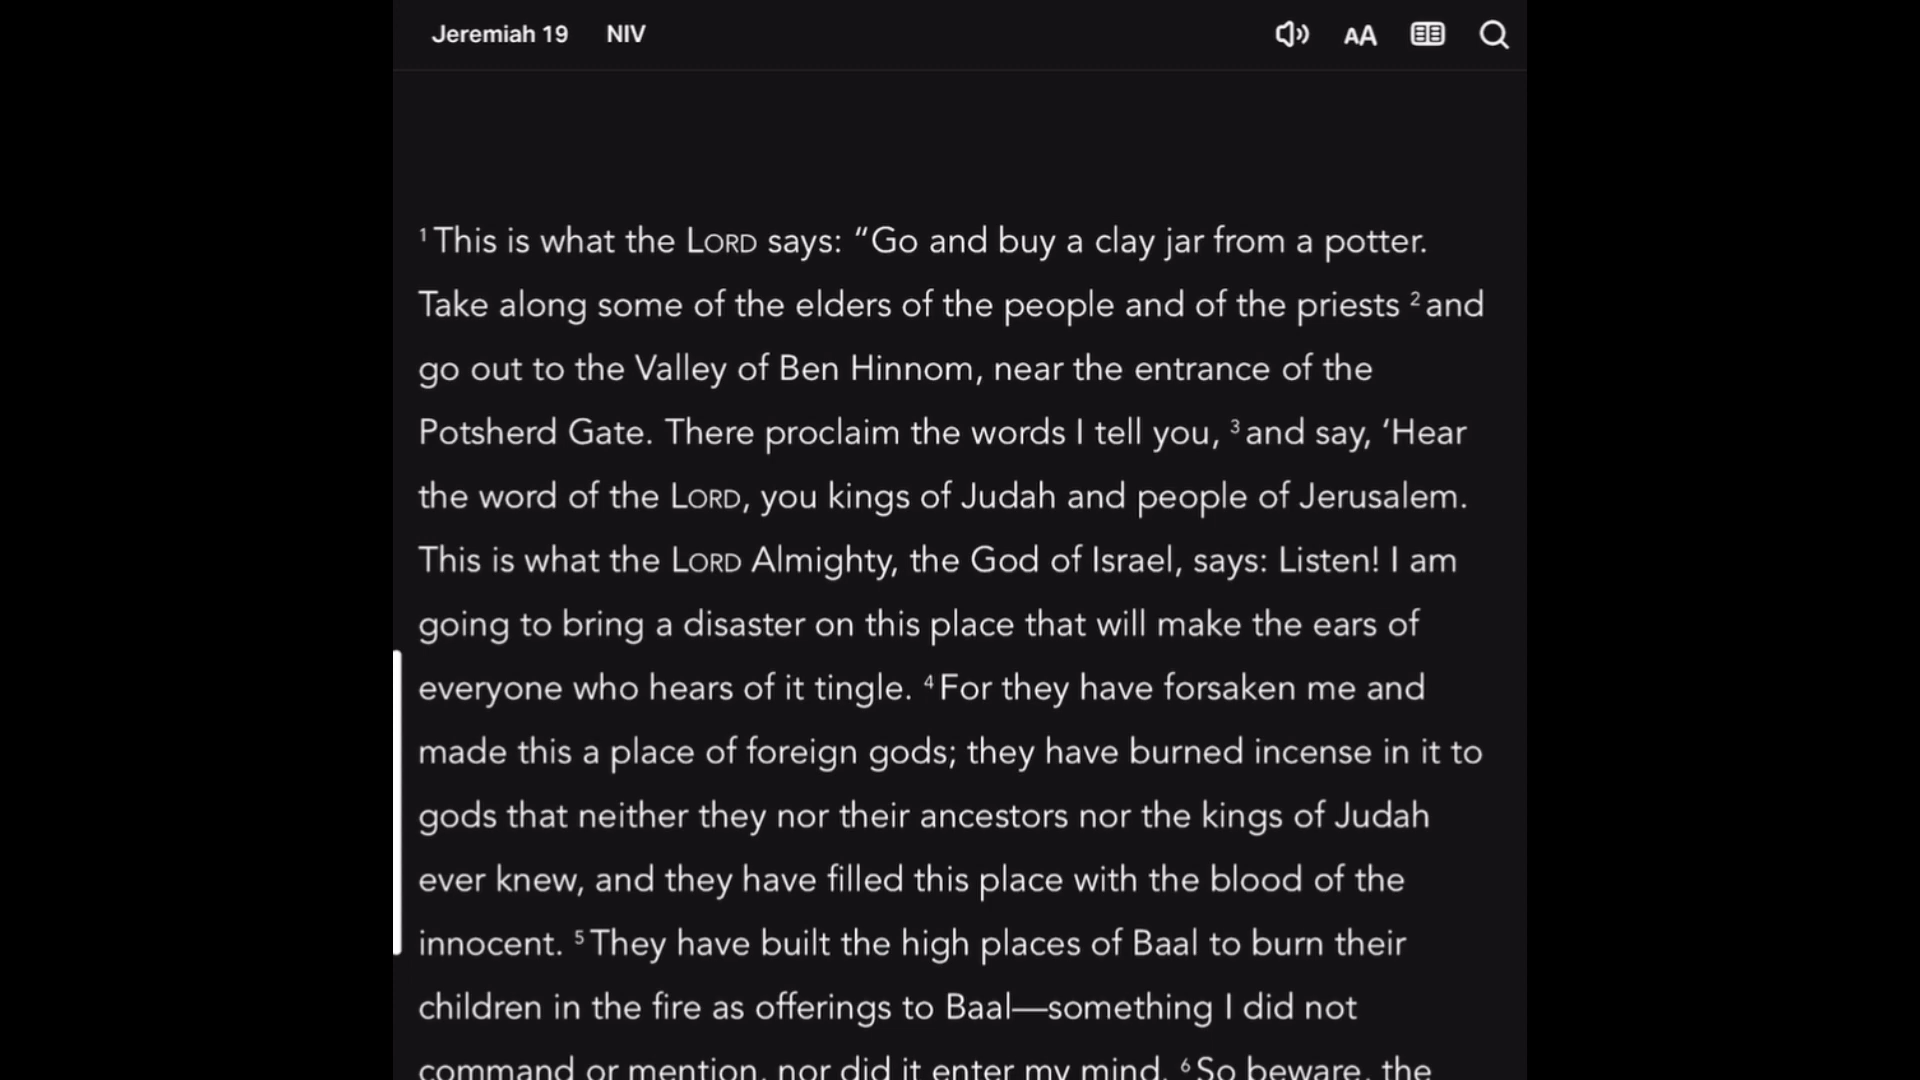 Jeremiah 19 NIV AA
1 This is what the LORD says: “Go and buy a clay jar from a potter.
Take along some of the elders of the people and of the priests 2 and
go out to the Valley of Ben Hinnom, near the entrance of the
Potsherd Gate. There proclaim the words I tell you, 3 and say, ‘Hear
the word of the LORD, you kings of Judah and people of Jerusalem.
This is what the LORD Almighty, the God of Israel, says: Listen! I am
going to bring a disaster on this place that will make the ears of
everyone who hears of it tingle. 4 For they have forsaken me and
made this a place of foreign gods; they have burned incense in it to
gods that neither they nor their ancestors nor the kings of Judah
ever knew, and they have filled this place with the blood of the
innocent. 5 They have built the high places of Baal to burn their
children in the fire as offerings to Baal—something I did not
command or mention, nor did it enter my mind. 6 So beware, the